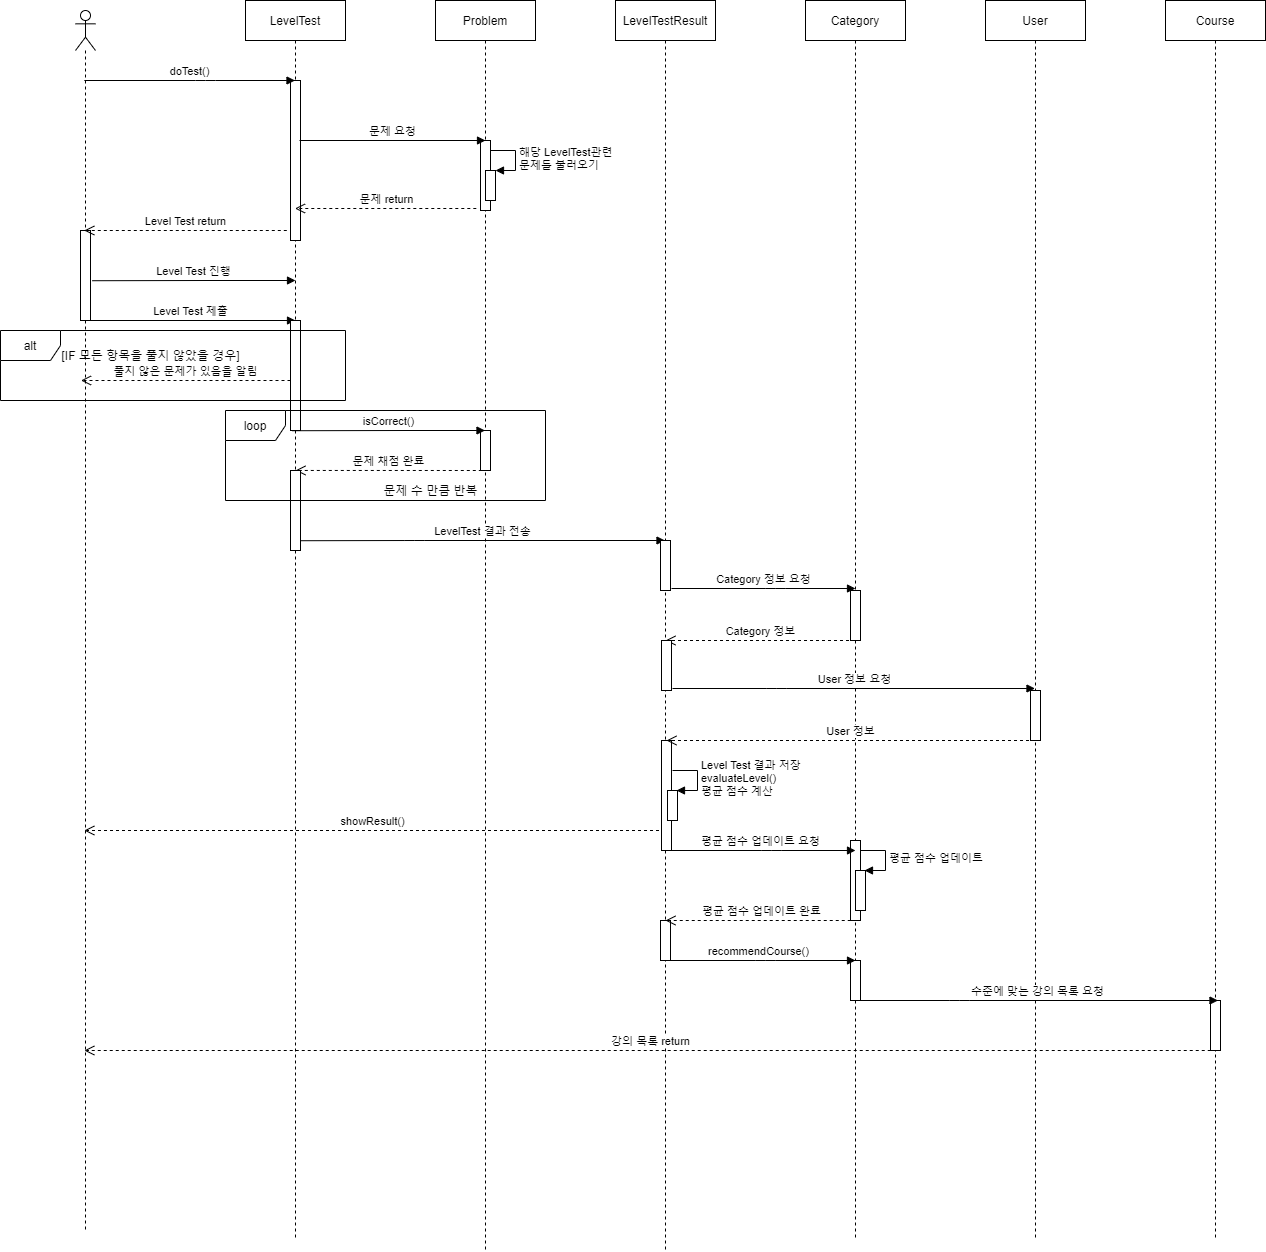 LevelTest
Problem
LevelTestResult
Category
User
Course
doTest()
문제 요청
해당 LevelTest관련
문제들 불러오기
문제 return
Level Test return
Level Test 진행
Level Test 제출
alt
[IF 모든 항목을 풀지 않았을 경우]
풀지 않은 문제가 있음을 알림
loop
isCorrect()
문제 채점 완료
문제 수 만큼 반복
LevelTest 결과 전송
Category 정보 요청
Category 정보
User 정보 요청
User 정보
Level Test 결과 저장
evaluateLevel()
평균 점수 계산
showResult()
평균 점수 업데이트 요청
평균 점수 업데이트
평균 점수 업데이트 완료
recommendCourse()
수준에 맞는 강의 목록 요청
강의 목록 return